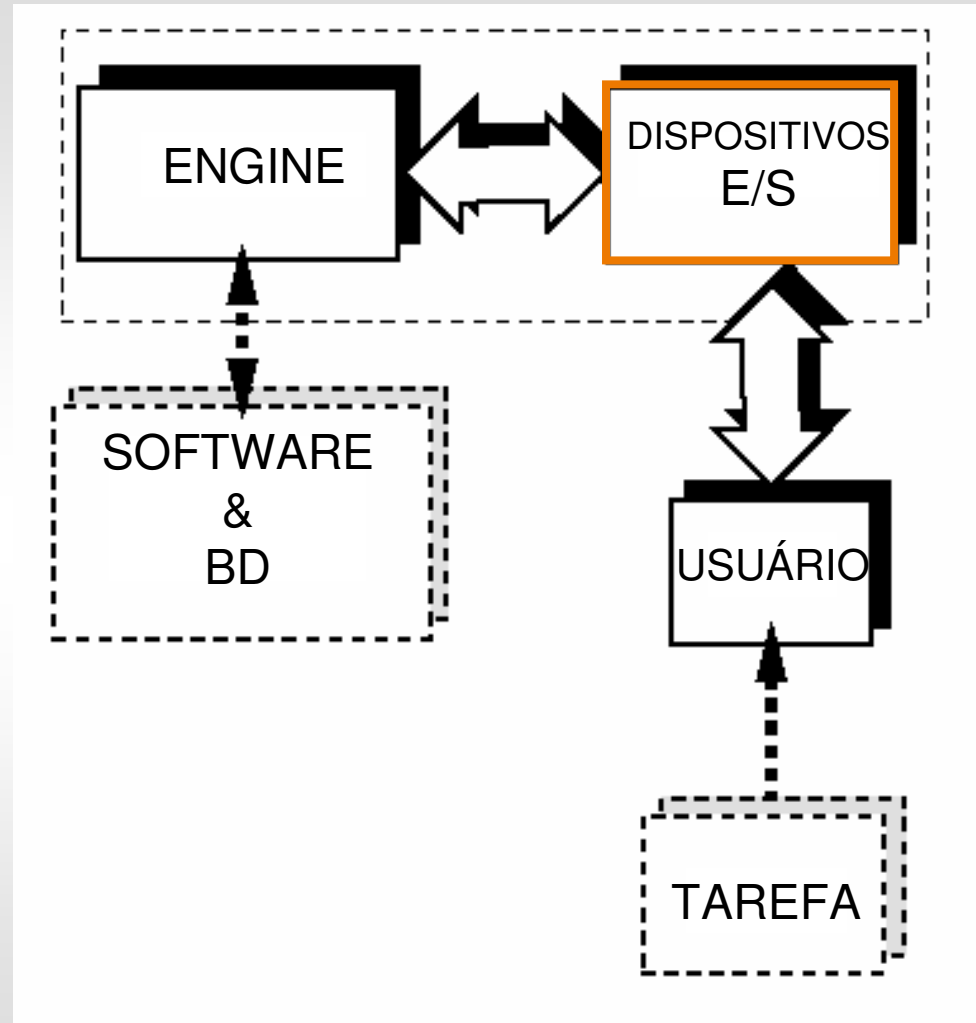 ENGINE
DISPOSITIVOS
E/S
SOFTWARE
&
BD
USUÁRIO
TAREFA